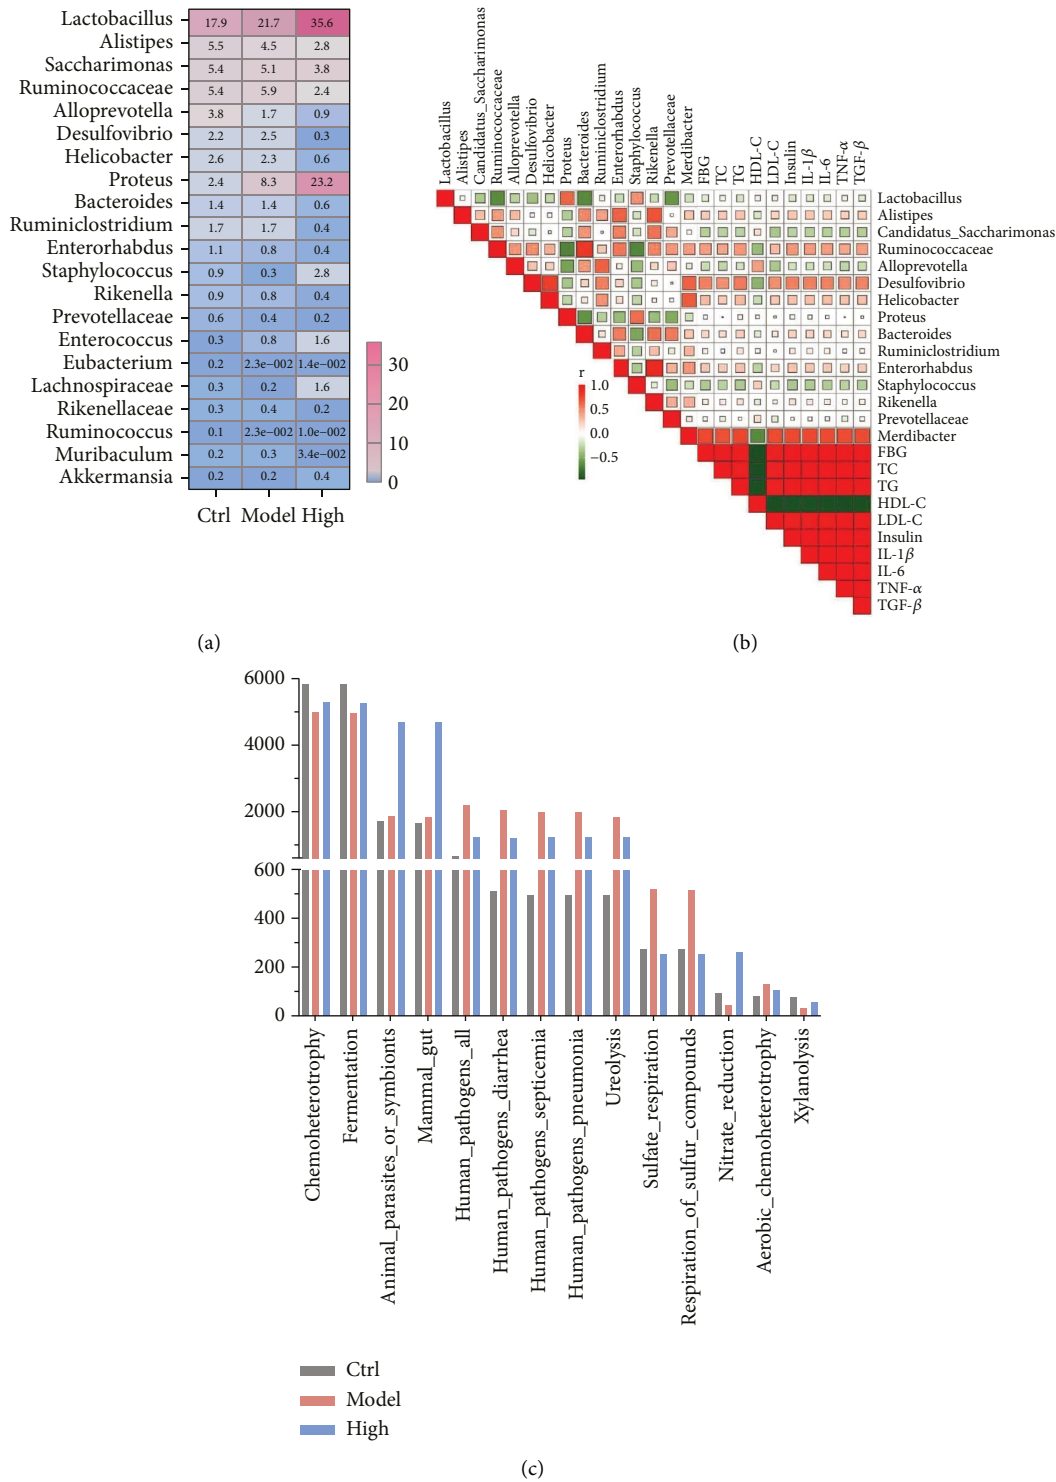 Lactobacillus 17.9 21.7 35.6
Alistipes 5.5 4.5 2.8
Saccharimonas 5.4 5.1 3.8
Ruminococcaceae 5.4 5.9 2.4
Alloprevotella 3.8 1.7 0.9
Desulfovibrio 2.2 2.5 0.3
Helicobacter 2.6 2.3 0.6
Proteus 2.4 8.3 23.2
Bacteroides 1.4 1.4 0.6
Ruminiclostridium 1.7 1.7 0.4
Enterorhabdus 1.1 0.8 0.4
Staphylococcus 0.9 0.3 2.8
Rikenella 0.9 0.8 0.4
Prevotellaceae 0.6 0.4 0.2
Enterococcus 0.3 0.8 1.6
Eubacterium 0.2 2.3e−002 1.4e−002
Lachnospiraceae 0.3 0.2 1.6
Rikenellaceae 0.3 0.4 0.2
Ruminococcus 0.1 2.3e−002 1.0e−002
Muribaculum 0.2 0.3 3.4e−002
Akkermansia 0.2 0.2 0.4
Ctrl Model High
30
20
10
0
(a)
Lactobacillus
Alistipes
Candidatus_Saccharimonas
Ruminococcaceae
Alloprevotella
Desulfovibrio
Helicobacter
Proteus
Bacteroides
Ruminiclostridium
Enterorhabdus
Staphylococcus
Rikenella
Prevotellaceae
Merdibacter
FBG
TC
TG
HDL-C
LDL-C
Insulin
IL-1β
IL-6
TNF-α
TGF-β
Lactobacillus
Alistipes
Candidatus_Saccharimonas
Ruminococcaceae
Alloprevotella
Desulfovibrio
Helicobacter
Proteus
Bacteroides
Ruminiclostridium
Enterorhabdus
Staphylococcus
Rikenella
Prevotellaceae
Merdibacter
FBG
TC
TG
HDL-C
LDL-C
Insulin
IL-1β
IL-6
TNF-α
TGF-β
r
1.0
0.5
0.0
−0.5
(b)
6000
4000
2000
600
400
200
0
Chemoheterotrophy
Fermentation
Animal_parasites_or_symbionts
Mammal_gut
Human_pathogens_all
Human_pathogens_diarrhea
Human_pathogens_septicemia
Human_pathogens_pneumonia
Ureolysis
Sulfate_respiration
Respiration_of_sulfur_compounds
Nitrate_reduction
Aerobic_chemoheterotrophy
Xylanolysis
Ctrl
Model
High
(c)